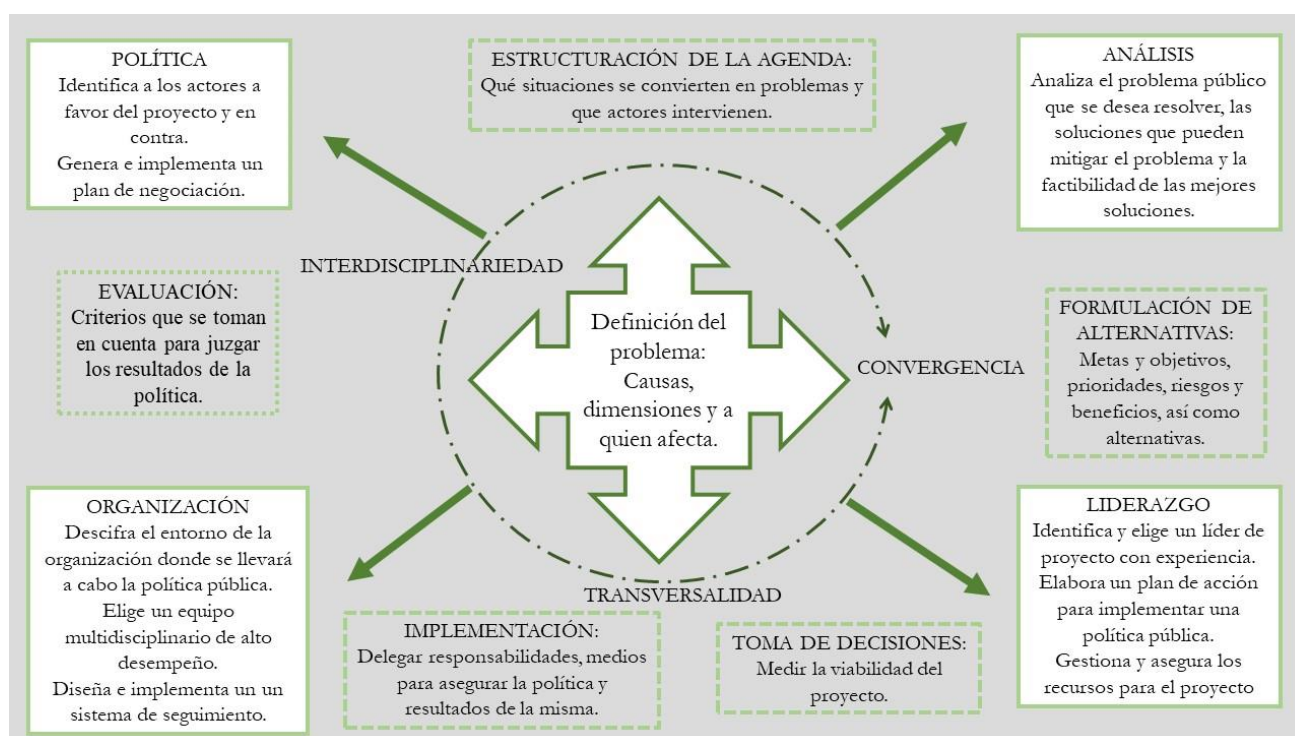 POLÍTICA
Identifica a los actores a
favor del proyecto y en
contra.
Genera e implementa un
plan de negociación.
ESTRUCTURACIÓN DE LA AGENDA:
Qué situaciones se convierten en problemas y
que actores intervienen.
ANÁLISIS
Analiza el problema público
que se desea resolver, las
soluciones que pueden
mitigar el problema y la
factibilidad de las mejores
soluciones.
INTERDISCIPLINARIEDAD
EVALUACIÓN:
Criterios que se toman
en cuenta para juzgar
los resultados de la
política.
Definición del
problema:
Causas,
dimensiones y a
quien afecta.
CONVERGENCIA
FORMULACIÓN DE
ALTERNATIVAS:
Metas y objetivos,
prioridades, riesgos y
beneficios, así como
alternativas.
ORGANIZACIÓN
Descifra el entorno de la
organización donde se llevará
a cabo la política pública.
Elige un equipo
multidisciplinario de alto
desempeño.
Diseña e implementa un un
sistema de seguimiento.
TRANSVERSALIDAD
IMPLEMENTACIÓN:
Delegar responsabilidades, medios
para asegurar la política y
resultados de la misma.
TOMA DE DECISIONES:
Medir la viabilidad del
proyecto.
LIDERAZGO
Identifica y elige un líder de
proyecto con experiencia.
Elabora un plan de acción
para implementar una
política pública.
Gestiona y asegura los
recursos para el proyecto